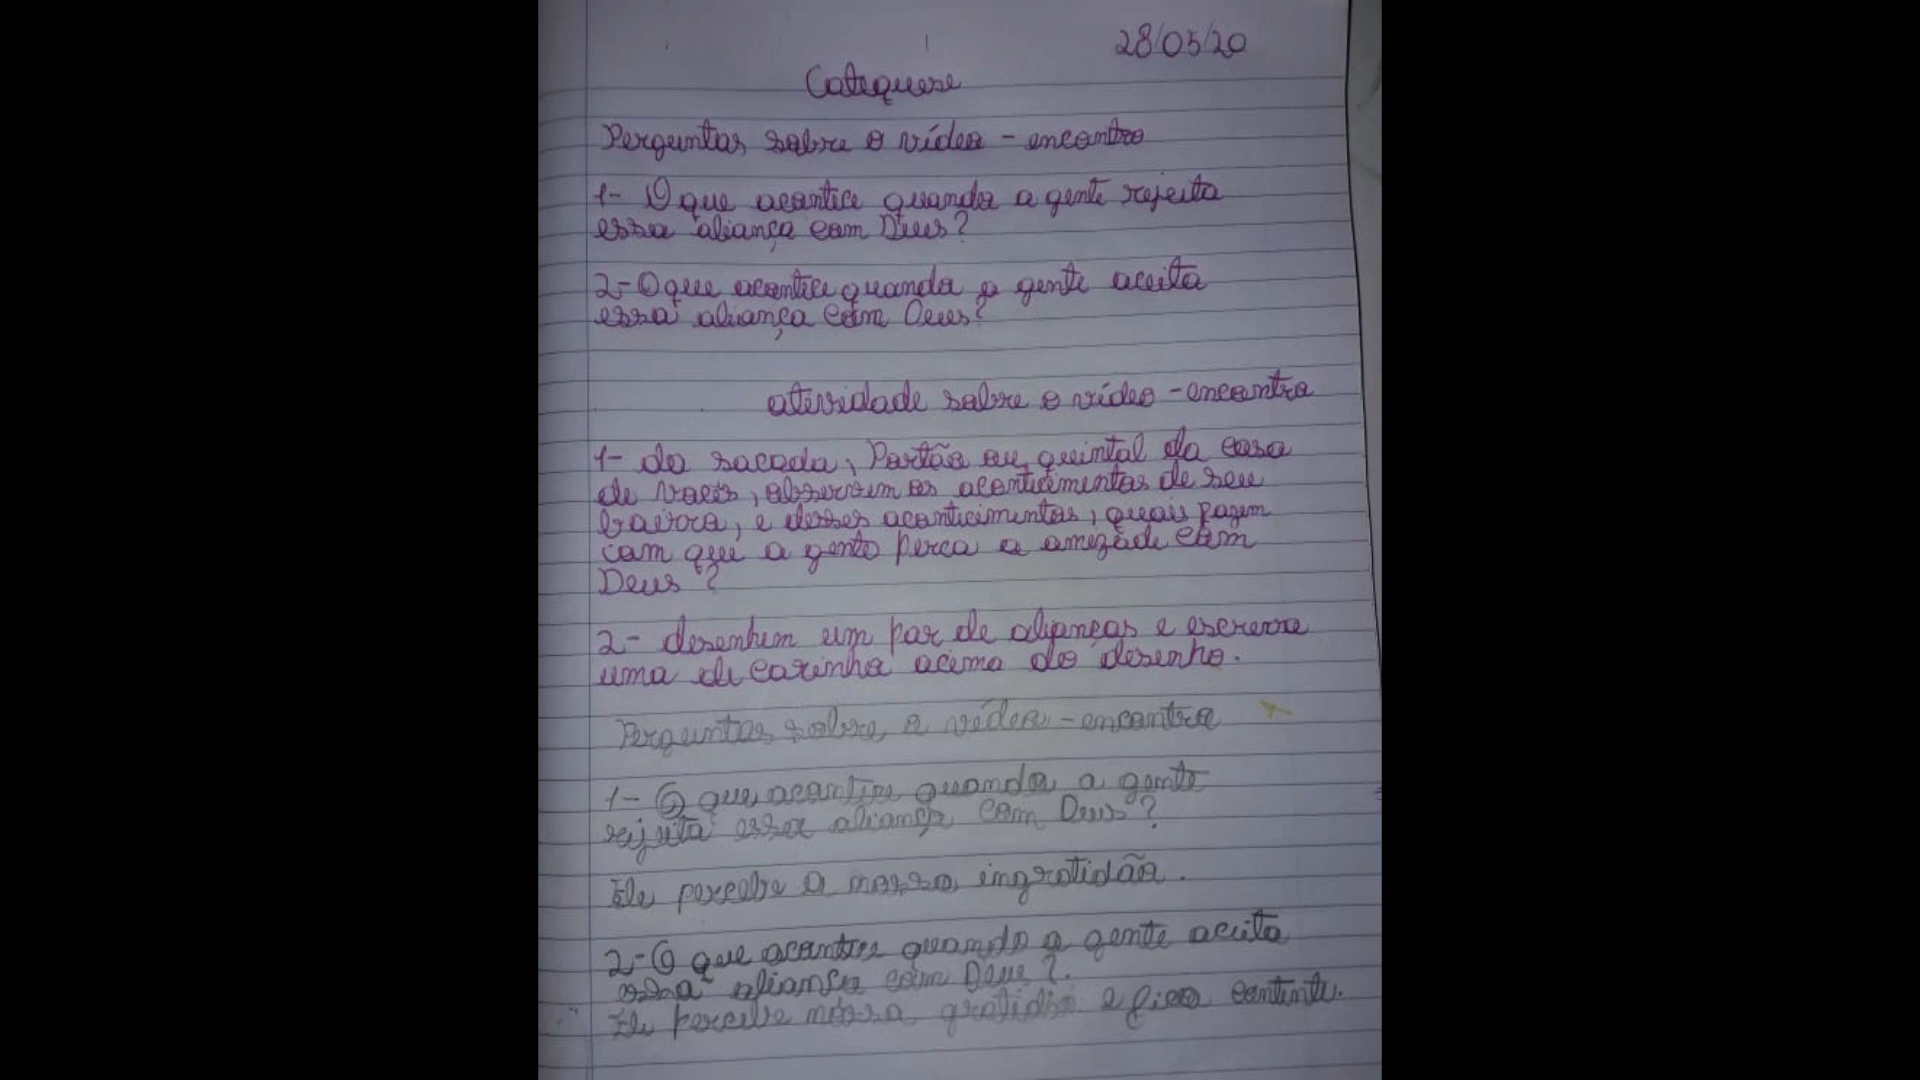 28/05/20
Catequese
Perguntas sobre o vídeo - encontro
1- O que acontece quando a gente rejeita
essa aliança com Deus?
2- O que acontece quando a gente aceita
essa aliança com Deus?
atividade sobre o vídeo - encontro
1- da sacada, Portão ou quintal da casa
de vocês, observem os acontecimentos de seu
bairro, e desses acontecimentos, quais fazem
com que a gente perca a amizade com
Deus?
2- desenhem um par de alianças e escreva
uma de carinha acima do desenho.
Perguntas sobre o vídeo - encontro
1- O que acontece quando a gente
rejeita essa aliança com Deus?
Ele percebe a nossa ingratidão.
2- O que acontece quando a gente aceita
essa aliança com Deus?.
Ele percebe nossa gratidão e fica contente.